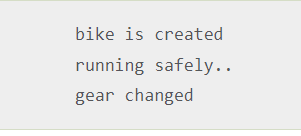 bike is created
running safely..
gear changed